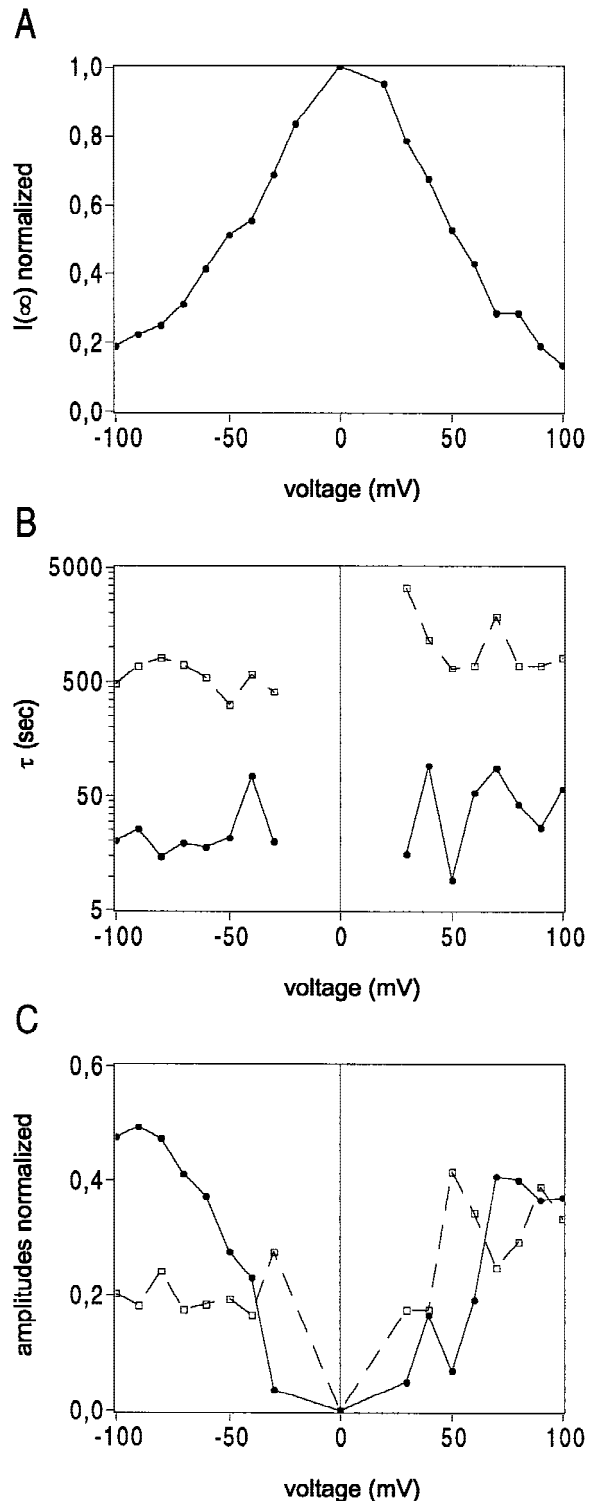 A
1,0
0,8
0,6
0,4
0,2
0,0
I(∞) normalized
-100 -50 0 50 100
voltage (mV)
B
5000
500
50
5
τ (sec)
-100 -50 0 50 100
voltage (mV)
C
0,6
0,4
0,2
0,0
amplitudes normalized
-100 -50 0 50 100
voltage (mV)